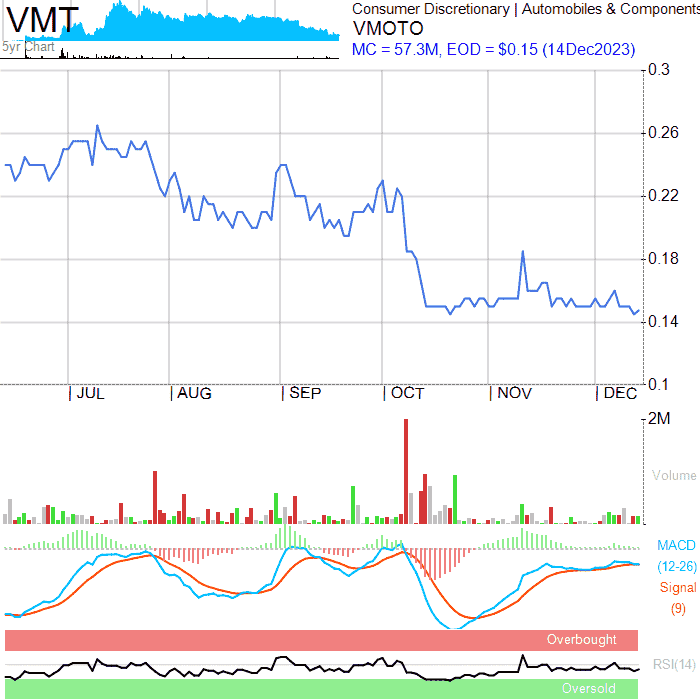 VMT
5yr Chart
Consumer Discretionary | Automobiles & Components
VMOTO
MC = 57.3M, EOD = $0.15 (14Dec2023)
0.3
0.26
0.22
0.18
0.14
0.1
JUL
AUG
SEP
OCT
NOV
DEC
2M
Volume
MACD
(12-26)
Signal
(9)
Overbought
RSI(14)
Oversold